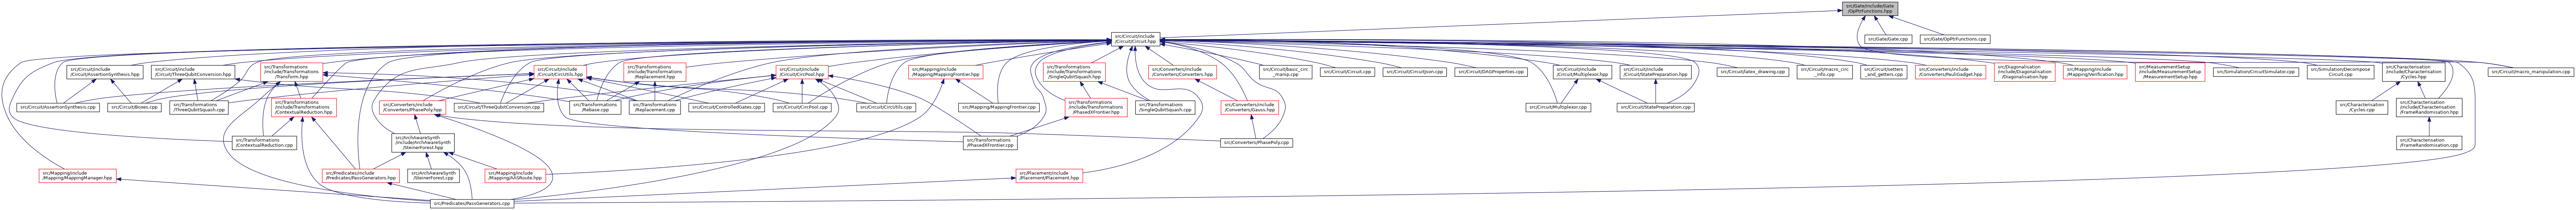 src/Gate/include/Gate
/OpPtrFunctions.hpp
src/Circuit/include
/Circuit/Circuit.hpp
src/Gate/Gate.cpp
src/Gate/OpPtrFunctions.cpp
src/Circuit/include
/Circuit/AssertionSynthesis.hpp
src/Circuit/include
/Circuit/ThreeQubitConversion.hpp
src/Transformations
/include/Transformations
/Transform.hpp
src/Circuit/include
/Circuit/CircUtils.hpp
src/Transformations
/include/Transformations
/Replacement.hpp
src/Circuit/include
/Circuit/CircPool.hpp
src/Mapping/include
/Mapping/MappingFrontier.hpp
src/Transformations
/include/Transformations
/SingleQubitSquash.hpp
src/Converters/include
/Converters/Converters.hpp
src/Circuit/basic_circ
_manip.cpp
src/Circuit/Circuit.cpp
src/Circuit/CircuitJson.cpp
src/Circuit/DAGProperties.cpp
src/Circuit/include
/Circuit/Multiplexor.hpp
src/Circuit/include
/Circuit/StatePreparation.hpp
src/Circuit/latex_drawing.cpp
src/Circuit/macro_circ
_info.cpp
src/Circuit/setters
_and_getters.cpp
src/Converters/include
/Converters/PauliGadget.hpp
src/Diagonalisation
/include/Diagonalisation
/Diagonalisation.hpp
src/Mapping/include
/Mapping/Verification.hpp
src/MeasurementSetup
/include/MeasurementSetup
/MeasurementSetup.hpp
src/Simulation/CircuitSimulator.cpp
src/Simulation/Decompose
Circuit.cpp
src/Characterisation
/include/Characterisation
/Cycles.hpp
src/Circuit/macro_manipulation.cpp
src/Circuit/AssertionSynthesis.cpp
src/Circuit/Boxes.cpp
src/Transformations
/ThreeQubitSquash.cpp
src/Transformations
/include/Transformations
/ContextualReduction.hpp
src/Converters/include
/Converters/PhasePoly.hpp
src/Circuit/ThreeQubitConversion.cpp
src/Transformations
/Rebase.cpp
src/Transformations
/Replacement.cpp
src/Circuit/ControlledGates.cpp
src/Circuit/CircPool.cpp
src/Circuit/CircUtils.cpp
src/Mapping/MappingFrontier.cpp
src/Transformations
/include/Transformations
/PhasedXFrontier.hpp
src/Transformations
/SingleQubitSquash.cpp
src/Converters/include
/Converters/Gauss.hpp
src/Circuit/Multiplexor.cpp
src/Circuit/StatePreparation.cpp
src/Characterisation
/Cycles.cpp
src/Characterisation
/include/Characterisation
/FrameRandomisation.hpp
src/Transformations
/ContextualReduction.cpp
src/ArchAwareSynth
/include/ArchAwareSynth
/SteinerForest.hpp
src/Transformations
/PhasedXFrontier.cpp
src/Converters/PhasePoly.cpp
src/Characterisation
/FrameRandomisation.cpp
src/Mapping/include
/Mapping/MappingManager.hpp
src/Predicates/include
/Predicates/PassGenerators.hpp
src/ArchAwareSynth
/SteinerForest.cpp
src/Mapping/include
/Mapping/AASRoute.hpp
src/Placement/include
/Placement/Placement.hpp
src/Predicates/PassGenerators.cpp